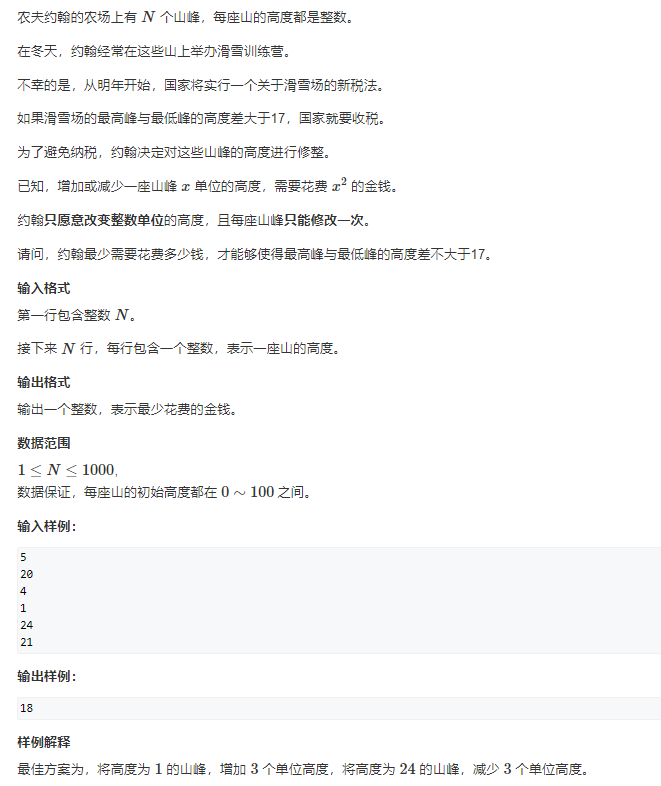 农夫约翰的农场上有 N 个山峰，每座山的高度都是整数。
在冬天，约翰经常在这些山上举办滑雪训练营。
不幸的是，从明年开始，国家将实行一个关于滑雪场的新税法。
如果滑雪场的最高峰与最低峰的高度差大于17，国家就要收税。
为了避免纳税，约翰决定对这些山峰的高度进行修整。
已知，增加或减少一座山峰 x 单位的高度，需要花费 x² 的金钱。
约翰只愿意改变整数单位的高度，且每座山峰只能修改一次。
请问，约翰最少需要花费多少钱，才能够使得最高峰与最低峰的高度差不大于17。
输入格式
第一行包含整数 N。
接下来 N 行，每行包含一个整数，表示一座山的高度。
输出格式
输出一个整数，表示最少花费的金钱。
数据范围
1 ≤ N ≤ 1000,
数据保证，每座山的初始高度都在 0 ∼ 100 之间。
输入样例：
5
20
4
1
24
21
输出样例：
18
样例解释
最佳方案为，将高度为 1 的山峰，增加 3 个单位高度，将高度为 24 的山峰，减少 3 个单位高度。